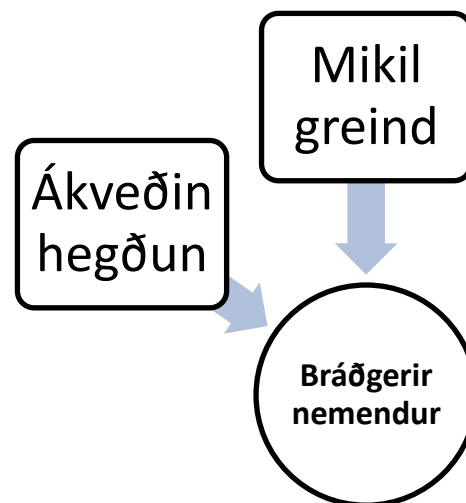 Mikil
greind
Ákveðin
hegðun
Bráðgerir
nemendur